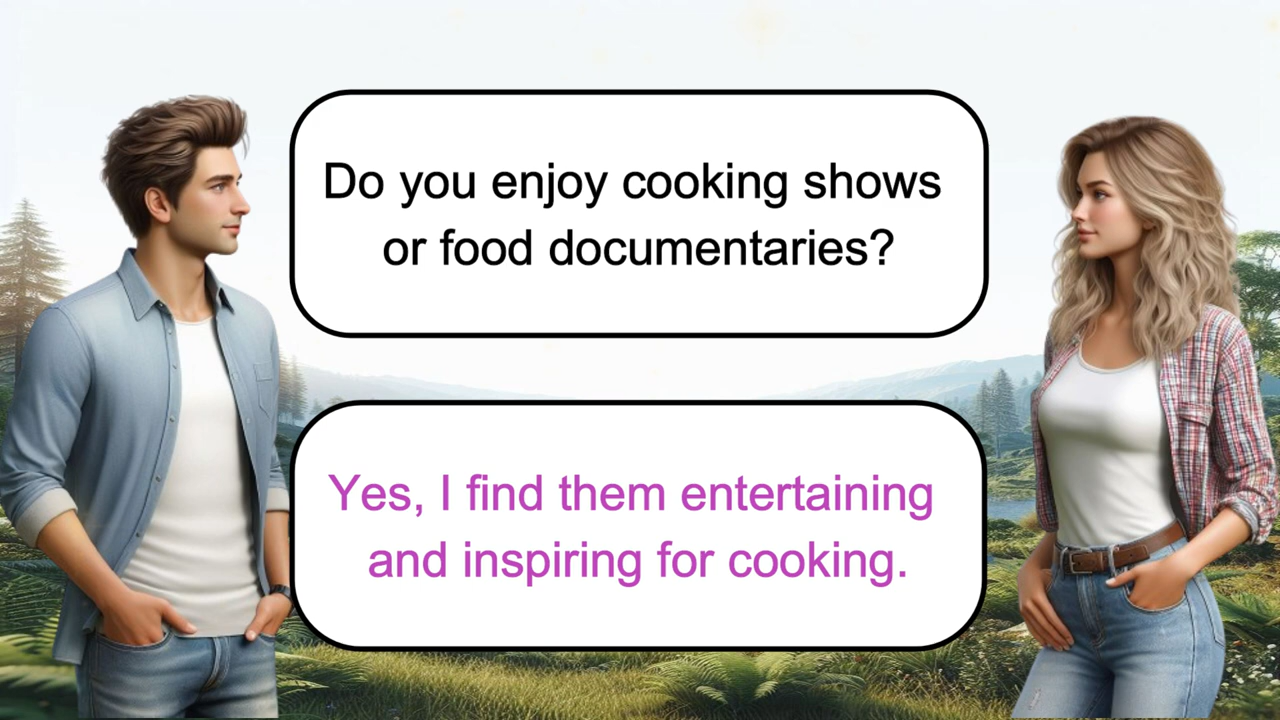 Do you enjoy cooking shows
or food documentaries?
Yes, I find them entertaining
and inspiring for cooking.